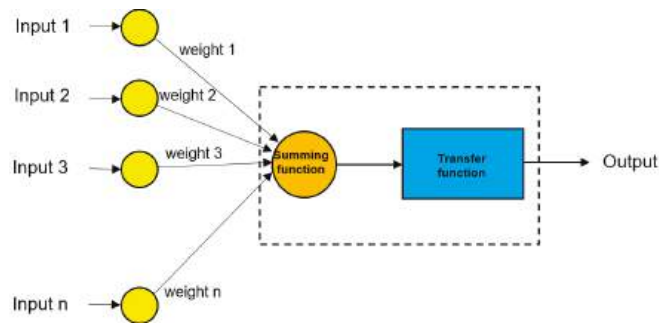 Input 1
weight 1
Input 2
weight 2
Input 3
weight 3
Summing
function
Transfer
function
Output
Input n
weight n